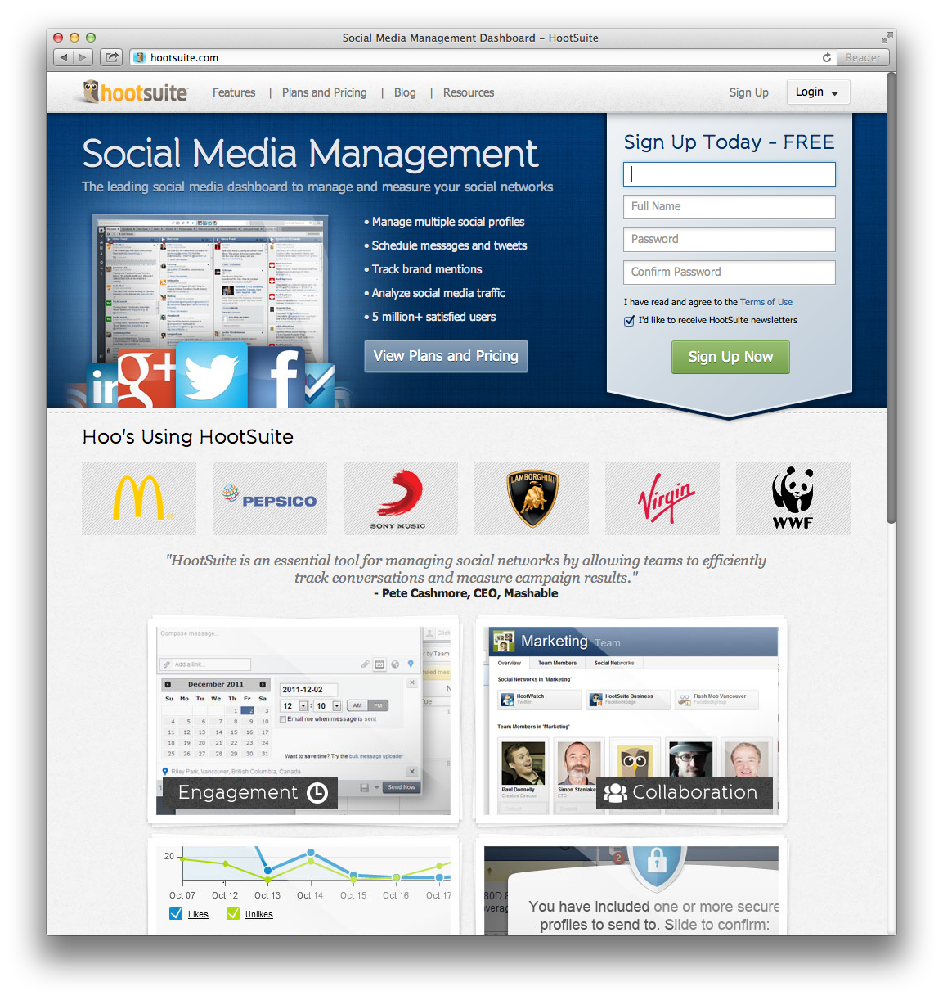 Social Media Management Dashboard – HootSuite
hootsuite.com
Reader
hootsuite™
Features | Plans and Pricing | Blog | Resources
Sign Up
Login
Social Media Management
The leading social media dashboard to manage and measure your social networks
• Manage multiple social profiles
• Schedule messages and tweets
• Track brand mentions
• Analyze social media traffic
• 5 million+ satisfied users
View Plans and Pricing
in
g+
f
Sign Up Today - FREE
Full Name
Password
Confirm Password
I have read and agree to the Terms of Use
I'd like to receive HootSuite newsletters
Sign Up Now
Hoo's Using HootSuite
PEPSICO
SONY MUSIC
LAMBORGHINI
Virgin
WWF
"HootSuite is an essential tool for managing social networks by allowing teams to efficiently
track conversations and measure campaign results."
- Pete Cashmore, CEO, Mashable
Compose message...
Click
Add a link...
by Team
December 2011
Su Mo Tu We Th Fr Sa
1 2 3
4 5 6 7 8 9 10
11 12 13 14 15 16 17
18 19 20 21 22 23 24
25 26 27 28 29 30 31
2011-12-02
12 : 10 AM PM
Email me when message is sent
Want to save time? Try the bulk message uploader
Riley Park, Vancouver, British Columbia, Canada
Send Now
Engagement
Marketing Team
Overview Team Members Social Networks
Social Networks in 'Marketing'
HootWatch
Twitter
HootSuite Business
Facebookpage
Flash Mob Vancouver
Facebookgroup
Team Members in 'Marketing'
Paul Donnelly
Creative Director
Simon Stanlake
CTO
Default
Collaboration
20
Oct 07 Oct 12 Oct 13 Oct 14 Oct 15 Oct 16 Oct 17
Likes
Unlikes
2
You have included one or more secure
profiles to send to. Slide to confirm: